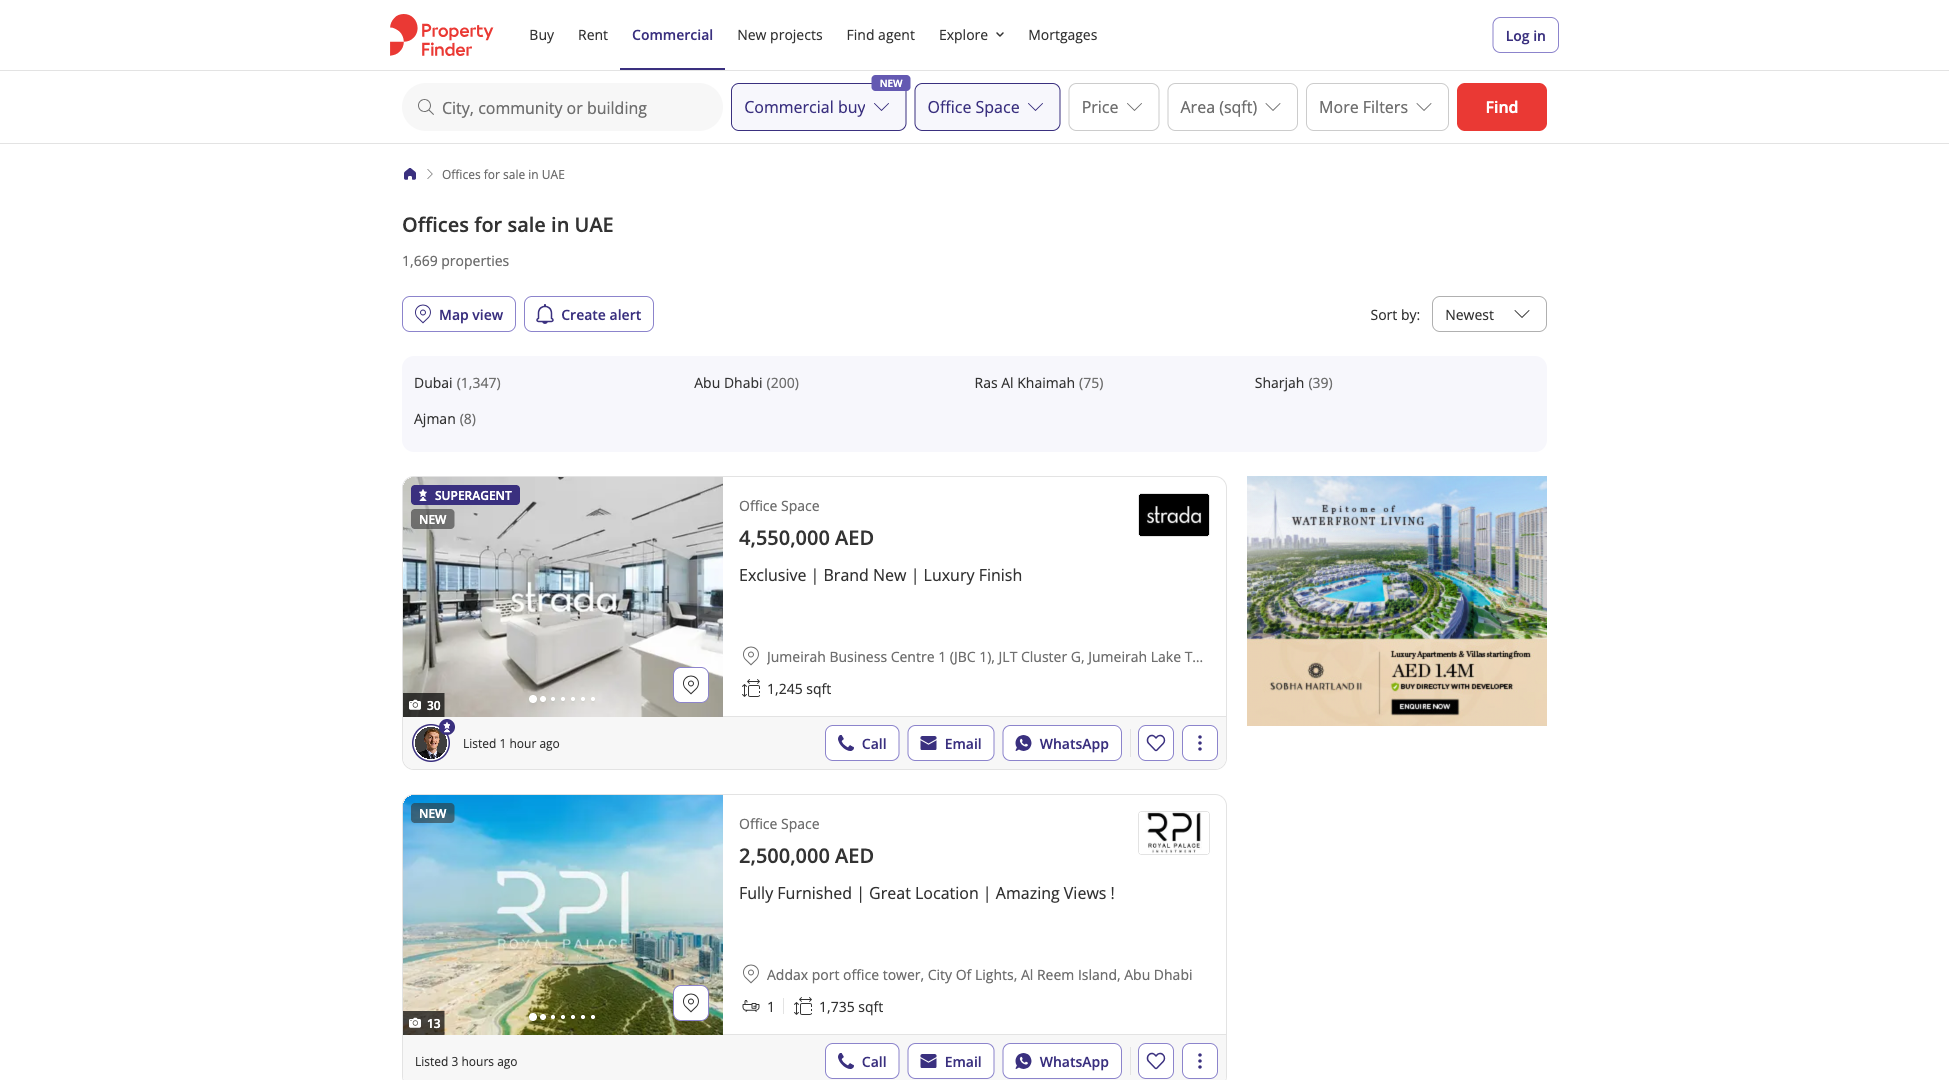 Property Finder
Buy
Rent
Commercial
New projects
Find agent
Explore
Mortgages
Log in
City, community or building
Commercial buy
NEW
Office Space
Price
Area (sqft)
More Filters
Find
Offices for sale in UAE
Offices for sale in UAE
1,669 properties
Map view
Create alert
Sort by:
Newest
Dubai (1,347)
Abu Dhabi (200)
Ras Al Khaimah (75)
Sharjah (39)
Ajman (8)
SUPERAGENT
NEW
strada
30
Office Space
strada
4,550,000 AED
Exclusive | Brand New | Luxury Finish
Jumeirah Business Centre 1 (JBC 1), JLT Cluster G, Jumeirah Lake T...
1,245 sqft
Listed 1 hour ago
Call
Email
WhatsApp
Epitome of
WATERFRONT LIVING
SOBHA HARTLAND II
Luxury Apartments & Villas starting from
AED 1.4M
BUY DIRECTLY WITH DEVELOPER
ENQUIRE NOW
NEW
RPI
ROYAL PALACE
13
Office Space
RPI
ROYAL PALACE
INVESTMENT
2,500,000 AED
Fully Furnished | Great Location | Amazing Views !
Addax port office tower, City Of Lights, Al Reem Island, Abu Dhabi
1
1,735 sqft
Listed 3 hours ago
Call
Email
WhatsApp